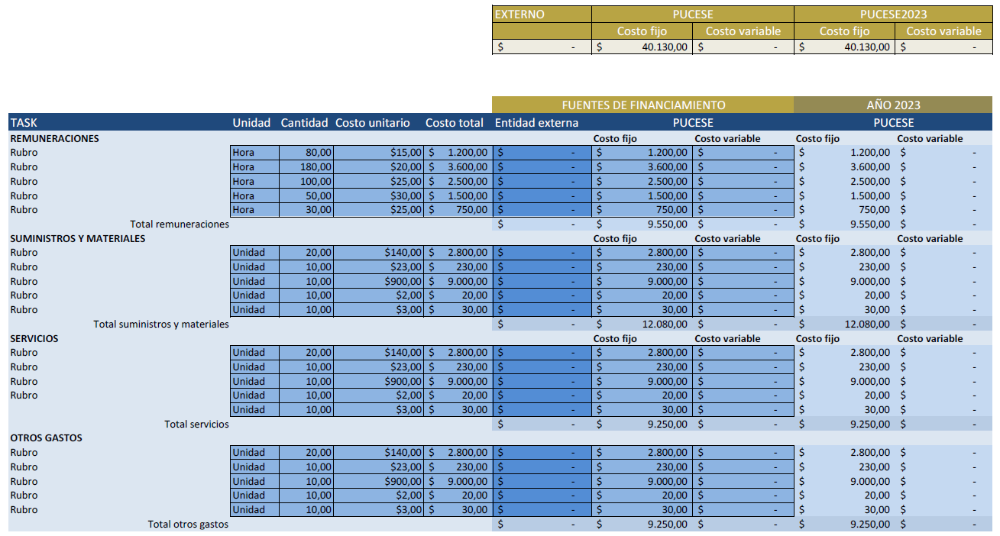 EXTERNO PUCESE PUCESE2023
Costo fijo Costo variable Costo fijo Costo variable
$ - $ 40.130,00 $ - $ 40.130,00 $ -
FUENTES DE FINANCIAMIENTO AÑO 2023
TASK Unidad Cantidad Costo unitario Costo total Entidad externa PUCESE PUCESE
REMUNERACIONES Costo fijo Costo variable Costo fijo Costo variable
Rubro Hora 80,00 $15,00 $ 1.200,00 $ - $ 1.200,00 $ - $ 1.200,00 $ -
Rubro Hora 180,00 $20,00 $ 3.600,00 $ - $ 3.600,00 $ - $ 3.600,00 $ -
Rubro Hora 100,00 $25,00 $ 2.500,00 $ - $ 2.500,00 $ - $ 2.500,00 $ -
Rubro Hora 50,00 $30,00 $ 1.500,00 $ - $ 1.500,00 $ - $ 1.500,00 $ -
Rubro Hora 30,00 $25,00 $ 750,00 $ - $ 750,00 $ - $ 750,00 $ -
Total remuneraciones $ - $ 9.550,00 $ - $ 9.550,00 $ -
SUMINISTROS Y MATERIALES Costo fijo Costo variable Costo fijo Costo variable
Rubro Unidad 20,00 $140,00 $ 2.800,00 $ - $ 2.800,00 $ - $ 2.800,00 $ -
Rubro Unidad 10,00 $23,00 $ 230,00 $ - $ 230,00 $ - $ 230,00 $ -
Rubro Unidad 10,00 $900,00 $ 9.000,00 $ - $ 9.000,00 $ - $ 9.000,00 $ -
Rubro Unidad 10,00 $2,00 $ 20,00 $ - $ 20,00 $ - $ 20,00 $ -
Rubro Unidad 10,00 $3,00 $ 30,00 $ - $ 30,00 $ - $ 30,00 $ -
Total suministros y materiales $ - $ 12.080,00 $ - $ 12.080,00 $ -
SERVICIOS Costo fijo Costo variable Costo fijo Costo variable
Rubro Unidad 20,00 $140,00 $ 2.800,00 $ - $ 2.800,00 $ - $ 2.800,00 $ -
Rubro Unidad 10,00 $23,00 $ 230,00 $ - $ 230,00 $ - $ 230,00 $ -
Rubro Unidad 10,00 $900,00 $ 9.000,00 $ - $ 9.000,00 $ - $ 9.000,00 $ -
Rubro Unidad 10,00 $2,00 $ 20,00 $ - $ 20,00 $ - $ 20,00 $ -
Unidad 10,00 $3,00 $ 30,00 $ - $ 30,00 $ - $ 30,00 $ -
Total servicios $ - $ 9.250,00 $ - $ 9.250,00 $ -
OTROS GASTOS
Rubro Unidad 20,00 $140,00 $ 2.800,00 $ - $ 2.800,00 $ - $ 2.800,00 $ -
Rubro Unidad 10,00 $23,00 $ 230,00 $ - $ 230,00 $ - $ 230,00 $ -
Rubro Unidad 10,00 $900,00 $ 9.000,00 $ - $ 9.000,00 $ - $ 9.000,00 $ -
Rubro Unidad 10,00 $2,00 $ 20,00 $ - $ 20,00 $ - $ 20,00 $ -
Rubro Unidad 10,00 $3,00 $ 30,00 $ - $ 30,00 $ - $ 30,00 $ -
Total otros gastos $ - $ 9.250,00 $ - $ 9.250,00 $ -